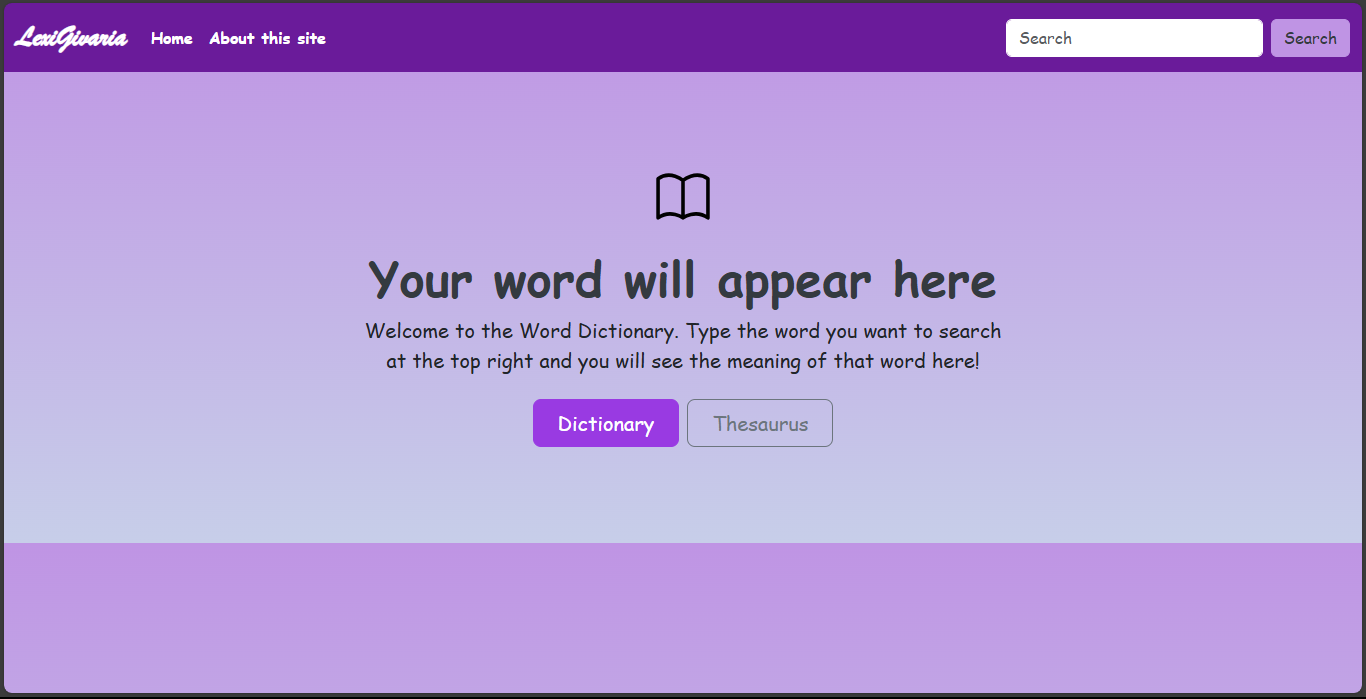 LexiGivaria Home About this site Search Search
Your word will appear here
Welcome to the Word Dictionary. Type the word you want to search
at the top right and you will see the meaning of that word here!
Dictionary Thesaurus